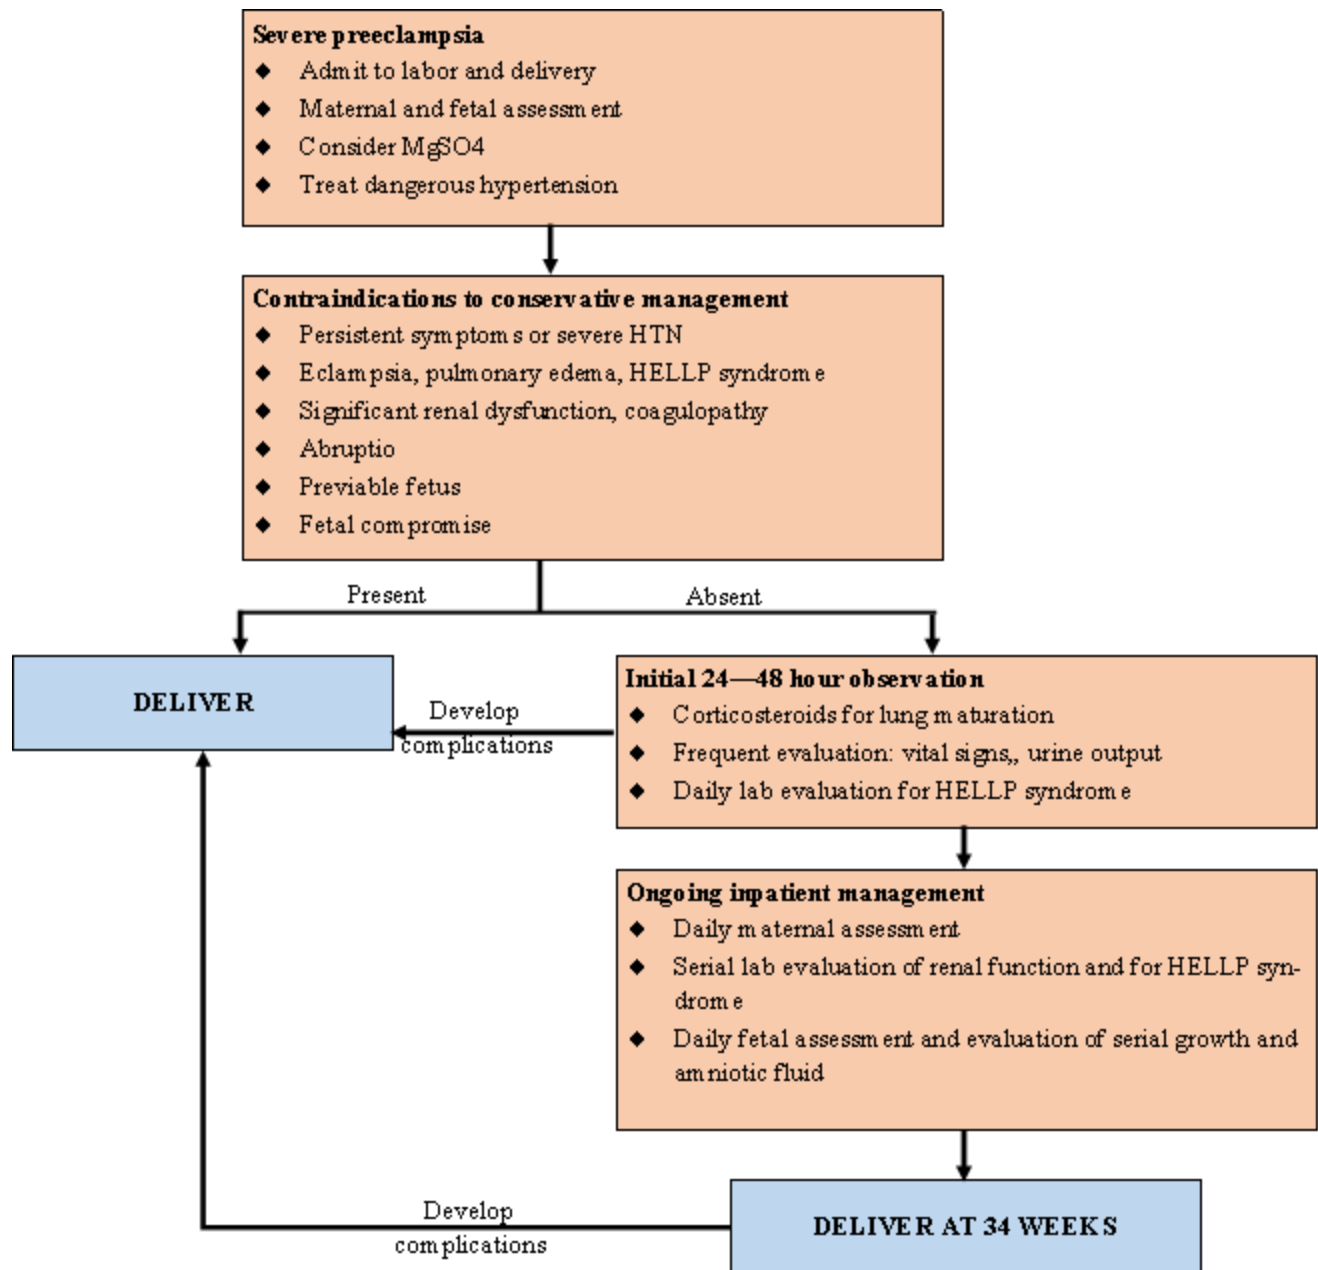 Severe preeclampsia
◆ Admit to labor and delivery
◆ Maternal and fetal assessment
◆ Consider MgSO4
◆ Treat dangerous hypertension
Contraindications to conservative management
◆ Persistent symptoms or severe HTN
◆ Eclampsia, pulmonary edema, HELLP syndrome
◆ Significant renal dysfunction, coagulopathy
◆ Abruptio
◆ Previable fetus
◆ Fetal compromise
Present
Absent
DELIVER
Develop
complications
Initial 24—48 hour observation
◆ Corticosteroids for lung maturation
◆ Frequent evaluation: vital signs,, urine output
◆ Daily lab evaluation for HELLP syndrome
Ongoing inpatient management
◆ Daily maternal assessment
◆ Serial lab evaluation of renal function and for HELLP syn-
drome
◆ Daily fetal assessment and evaluation of serial growth and
amniotic fluid
Develop
complications
DELIVER AT 34 WEEKS